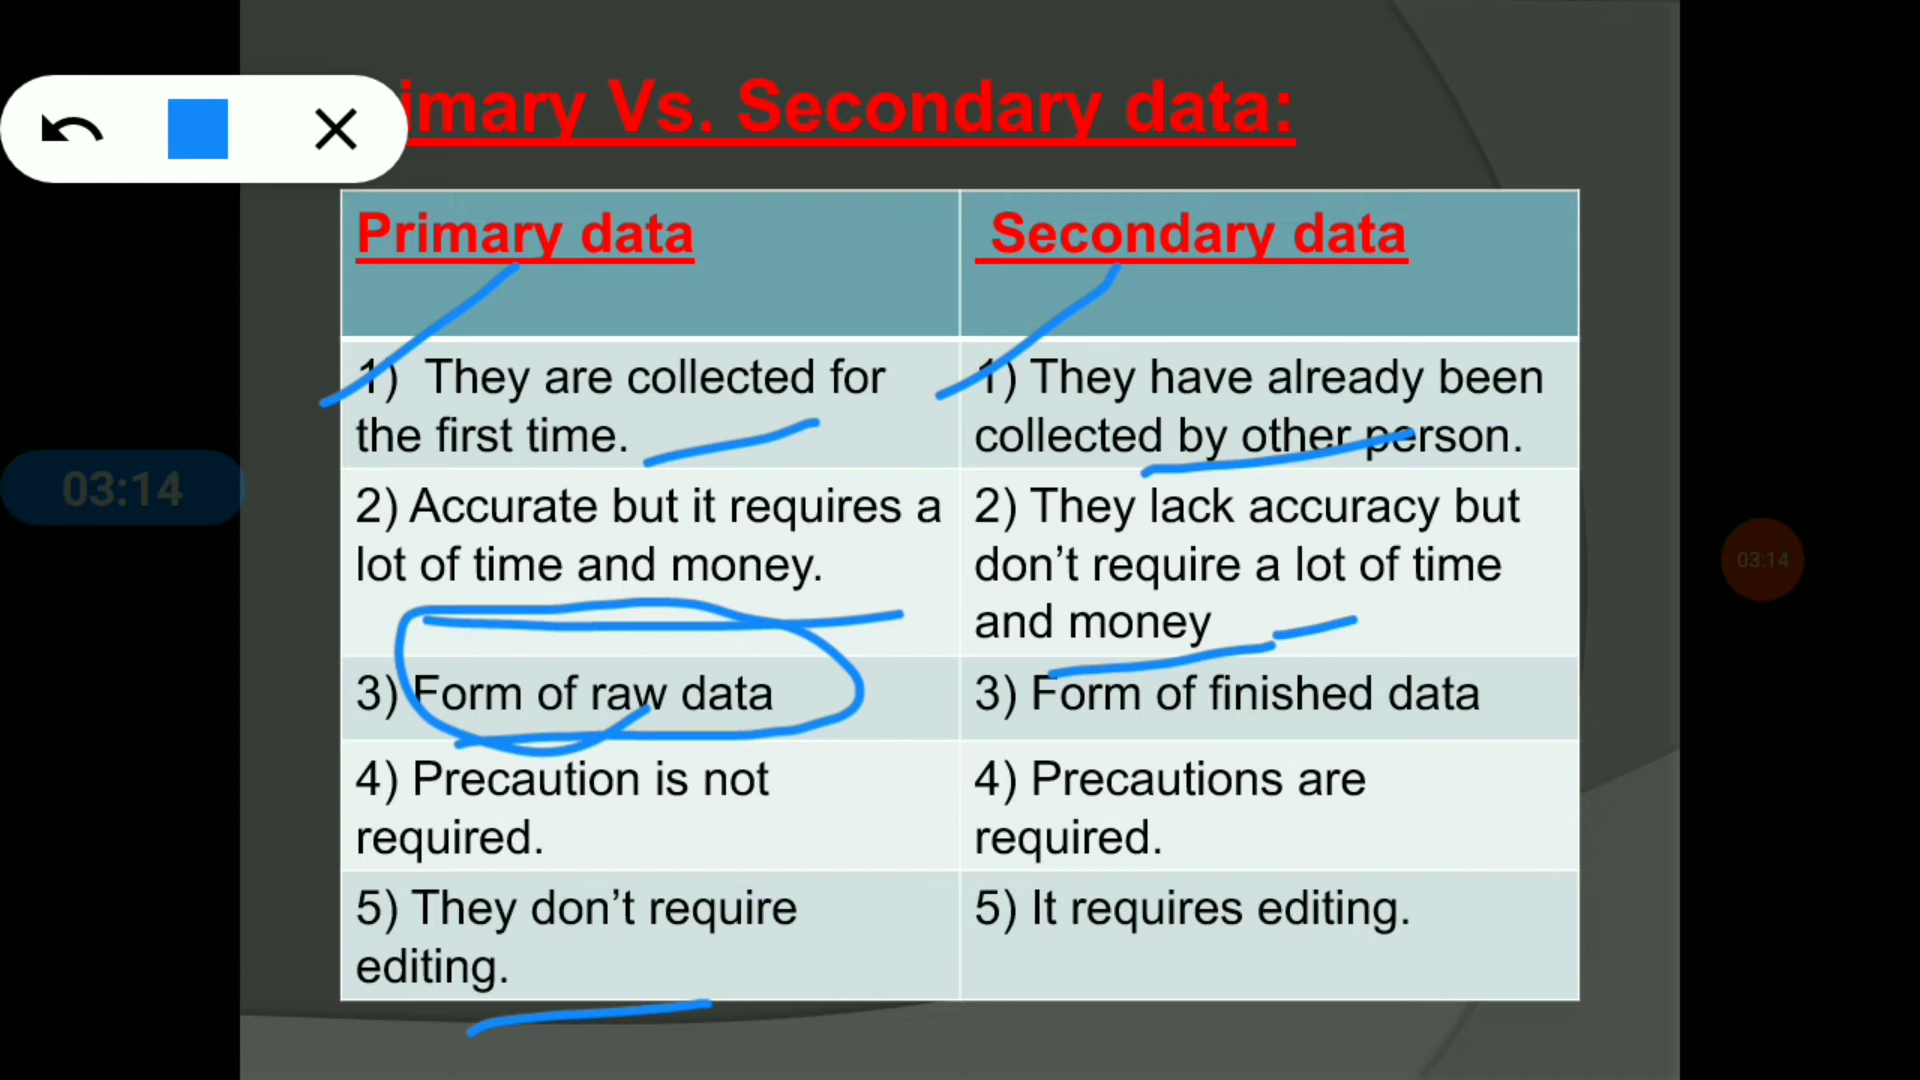 imary Vs. Secondary data:
Primary data
Secondary data
1) They are collected for
the first time.
1) They have already been
collected by other person.
2) Accurate but it requires a
lot of time and money.
2) They lack accuracy but
don't require a lot of time
and money
3) Form of raw data
3) Form of finished data
4) Precaution is not
required.
4) Precautions are
required.
5) They don't require
editing.
5) It requires editing.
03:14
03:14